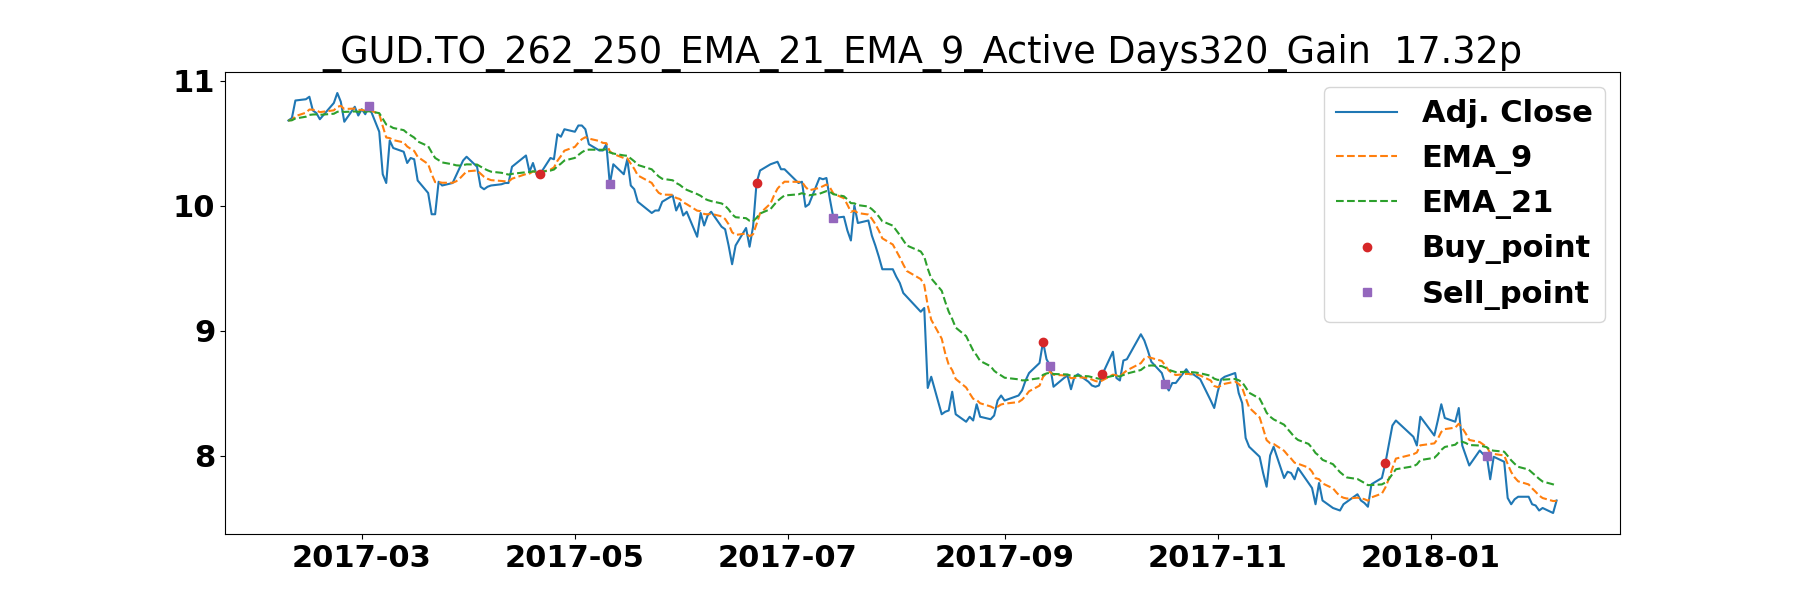 _GUD.TO_262_250_EMA_21_EMA_9_Active Days320_Gain  17.32p
11
10
9
8
2017-03
2017-05
2017-07
2017-09
2017-11
2018-01
Adj. Close
EMA_9
EMA_21
Buy_point
Sell_point